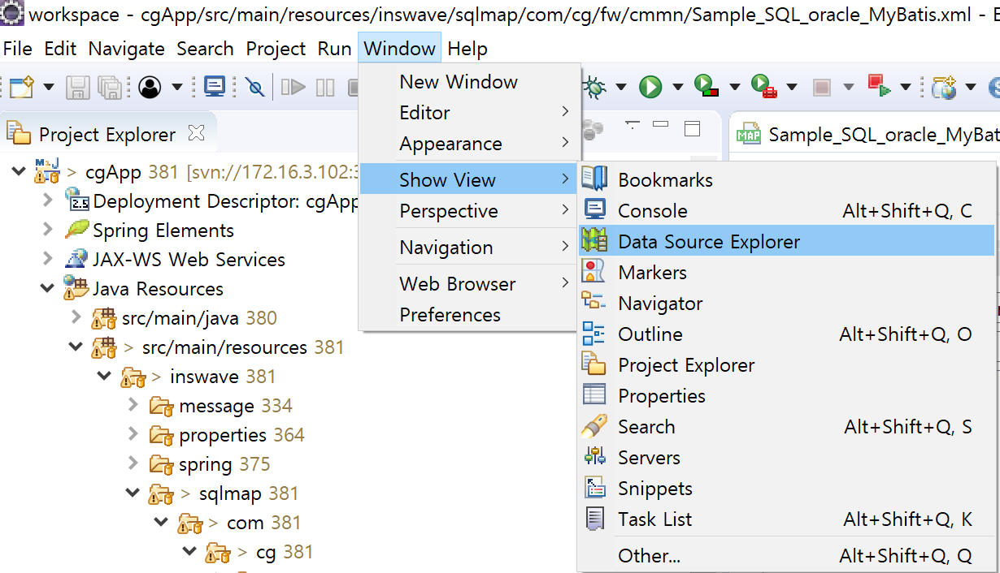 workspace - cgApp/src/main/resources/inswave/sqlmap/com/cg/fw/cmmn/Sample_SQL_oracle_MyBatis.xml -
File Edit Navigate Search Project Run Window Help
New Window
Editor
Appearance
Show View
Perspective
Navigation
Web Browser
Preferences
Bookmarks
Console Alt+Shift+Q, C
Data Source Explorer
Markers
Navigator
Outline Alt+Shift+Q, O
Project Explorer
Properties
Search Alt+Shift+Q, S
Servers
Snippets
Task List Alt+Shift+Q, K
Other... Alt+Shift+Q, Q
Project Explorer
MAP Sample_SQL_oracle_MyBat
> cgApp 381 [svn://172.16.3.102:3
2.5 Deployment Descriptor: cgApp
Spring Elements
JAX-WS Web Services
Java Resources
src/main/java 380
> src/main/resources 381
> inswave 381
message 334
properties 364
spring 375
> sqlmap 381
> com 381
> cg 381